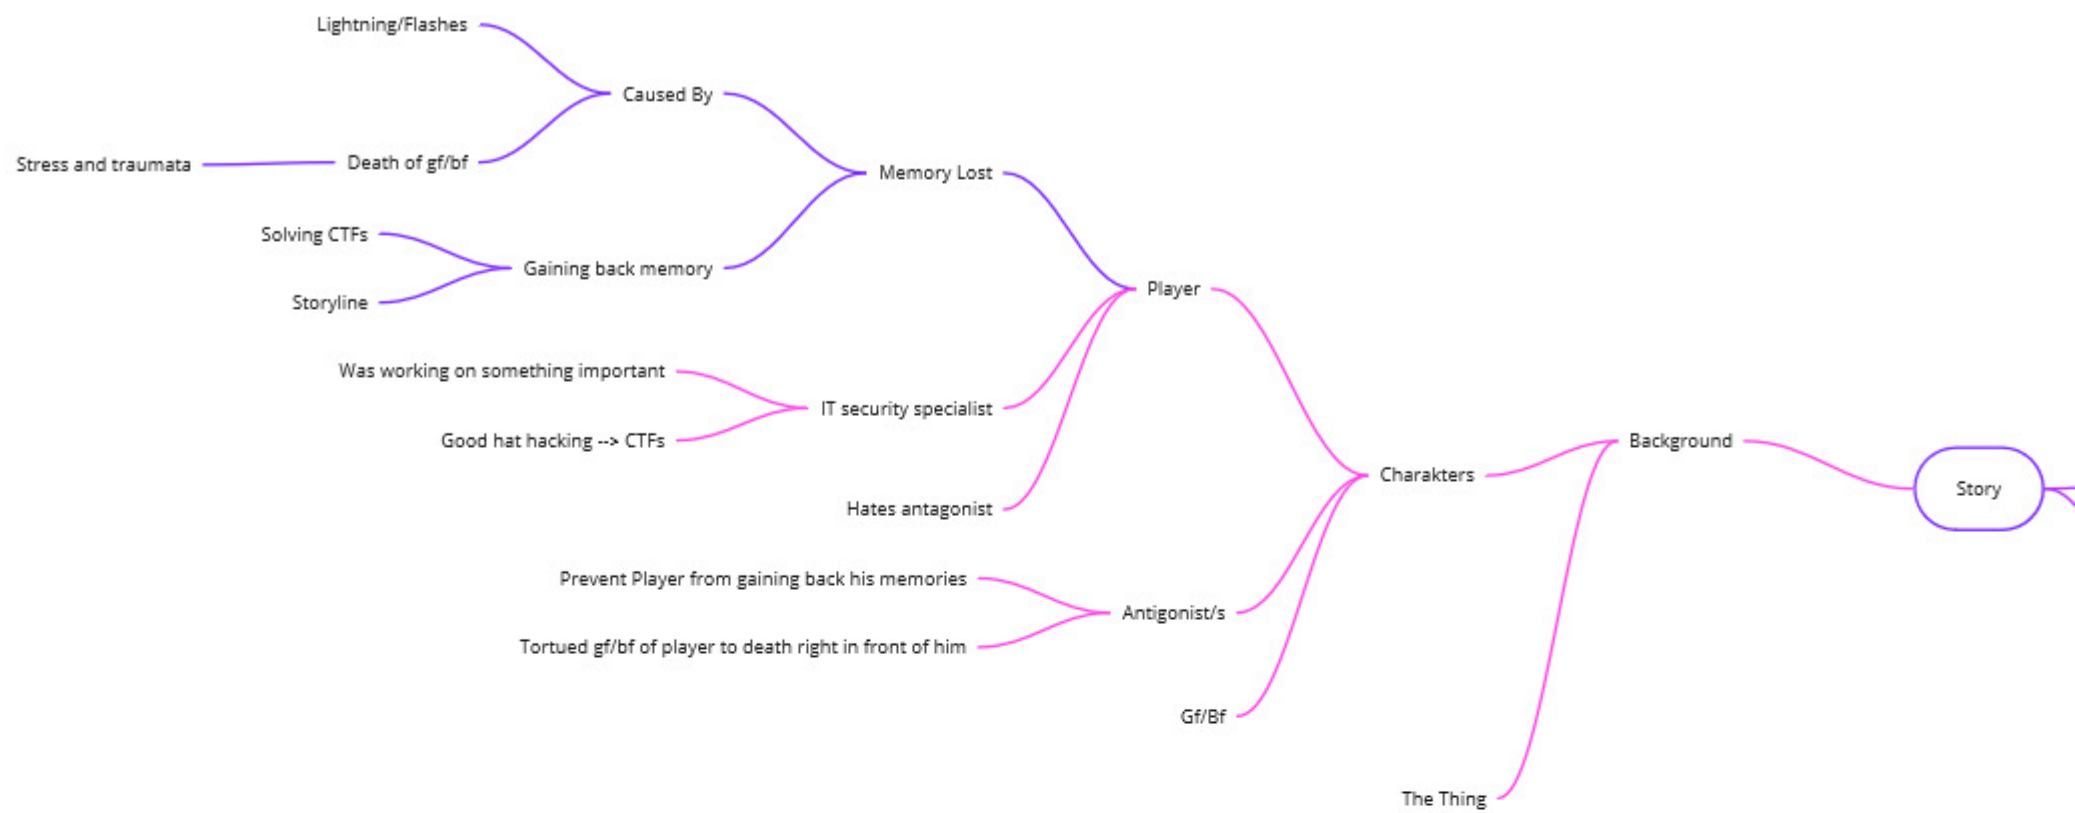 Lightning/Flashes
Caused By
Stress and traumata
Death of gf/bf
Memory Lost
Solving CTFs
Gaining back memory
Storyline
Player
Was working on something important
IT security specialist
Good hat hacking --> CTFs
Background
Charakters
Story
Hates antagonist
Prevent Player from gaining back his memories
Antigonist/s
Tortued gf/bf of player to death right in front of him
Gf/Bf
The Thing